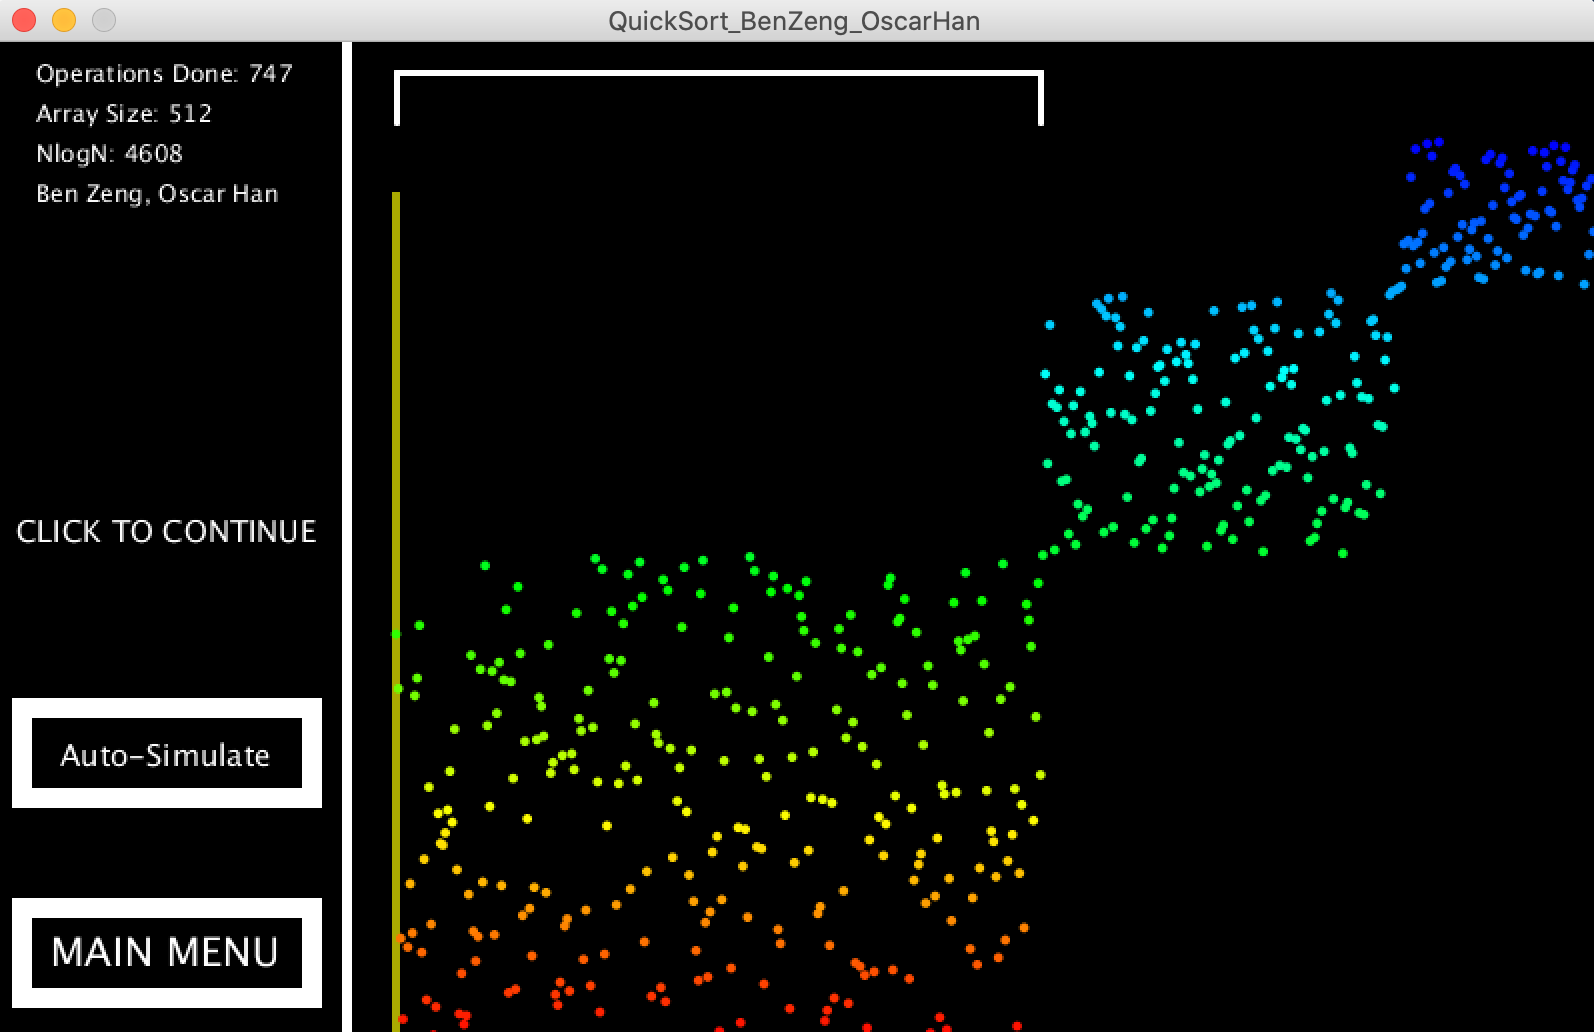 QuickSort_BenZeng_OscarHan
Operations Done: 747
Array Size: 512
NlogN: 4608
Ben Zeng, Oscar Han
CLICK TO CONTINUE
Auto-Simulate
MAIN MENU